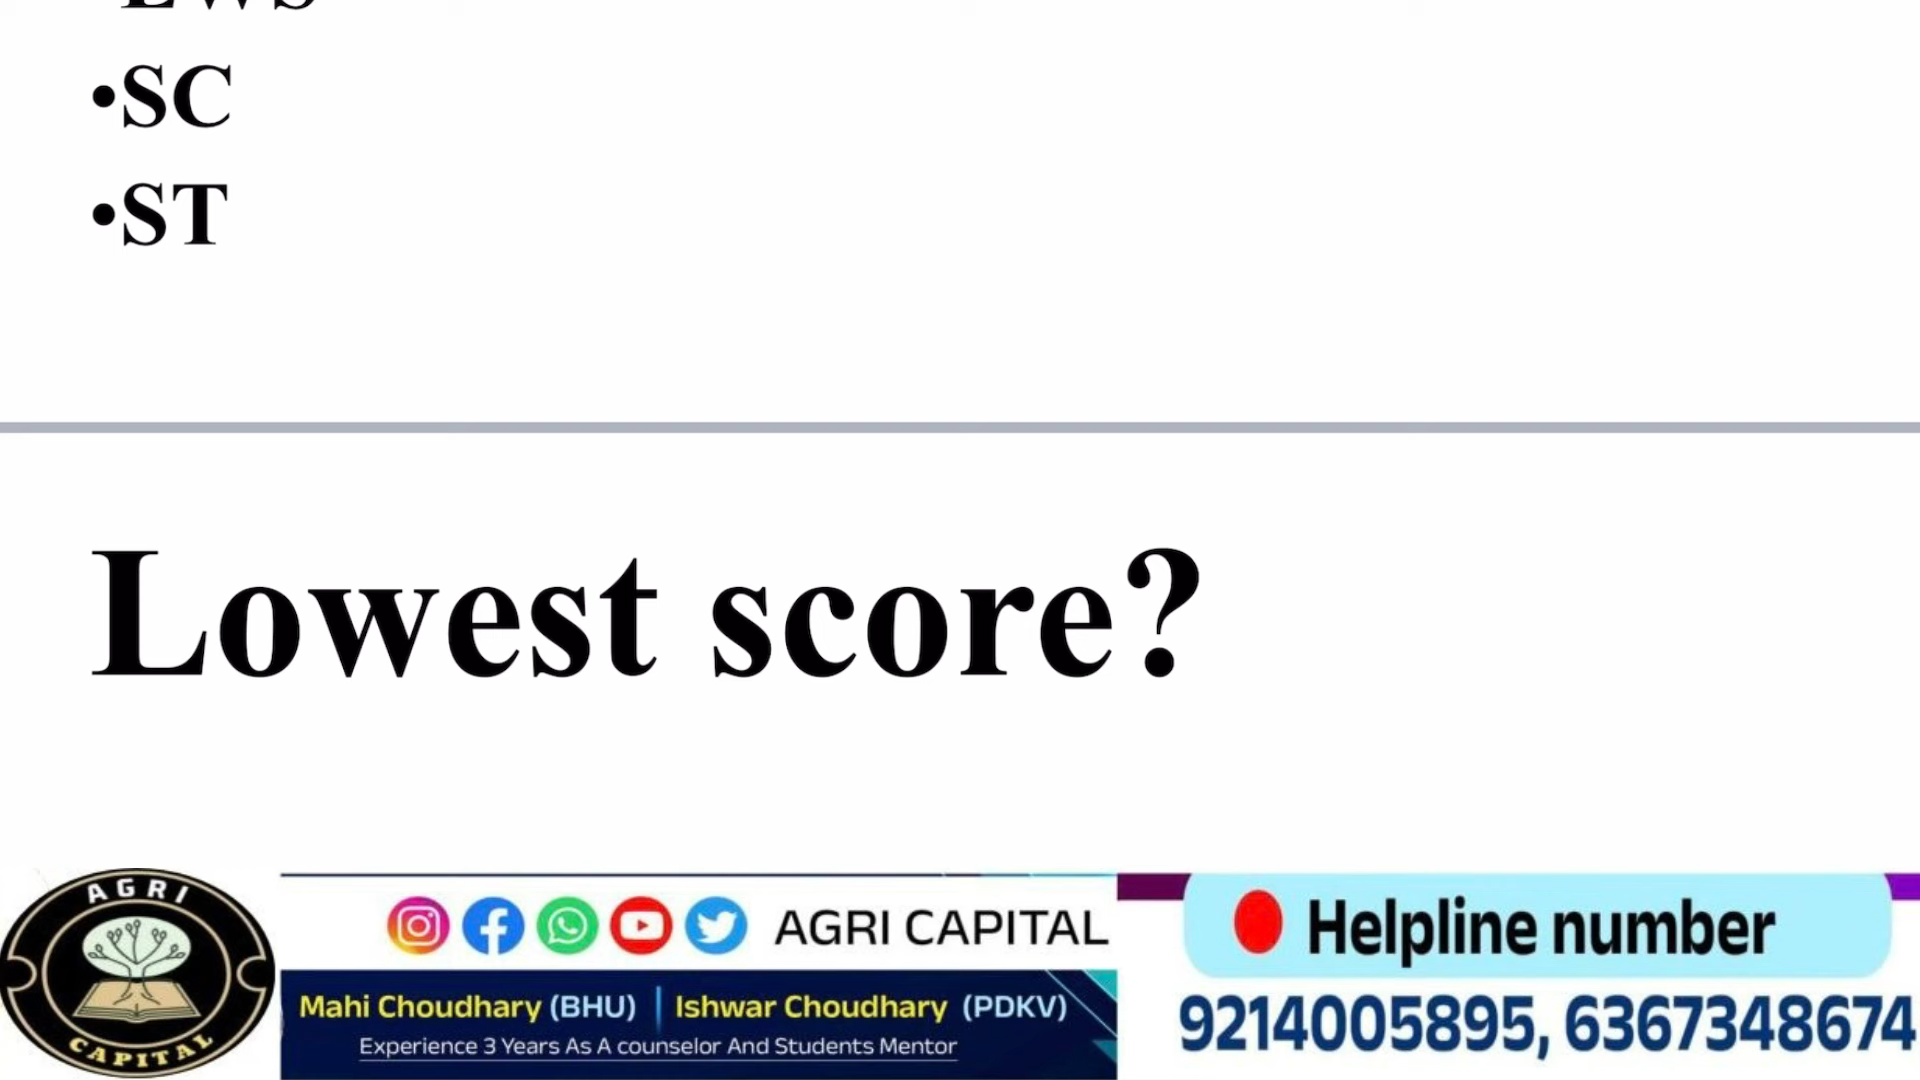 EWS
•SC
•ST
Lowest score?
AGRI
CAPITAL
AGRI CAPITAL
Mahi Choudhary (BHU) | Ishwar Choudhary (PDKV)
Experience 3 Years As A counselor And Students Mentor
Helpline number
9214005895, 6367348674